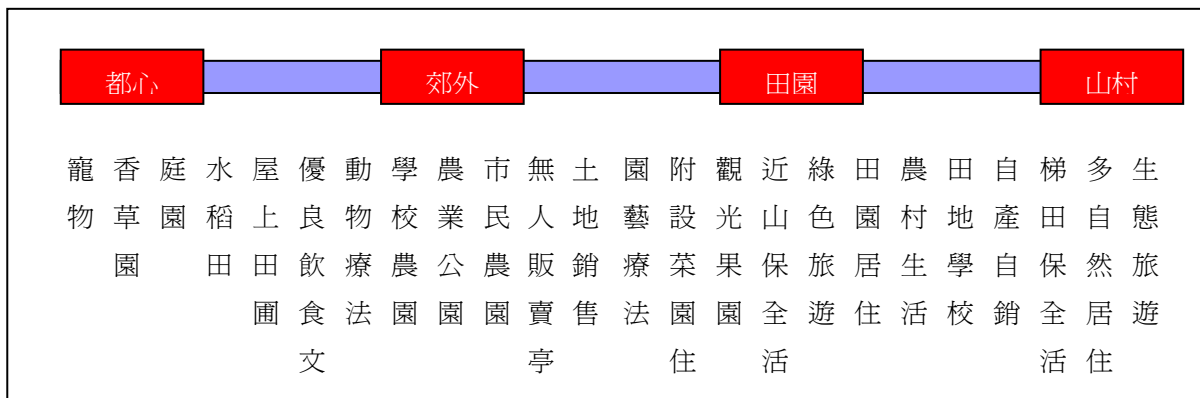 都心
郊外
田園
山村
寵物
香草園
庭園
水稻田
屋上田圃
優良飲食文
動物療法
學校農園
農業公園
市民農園
無人販賣亭
土地銷售
園藝療法
附設菜園住
觀光果園
近山保全活
綠色旅遊
田園居住
農村生活
田地學校
自產自銷
梯田保全活
多自然居住
生態旅遊